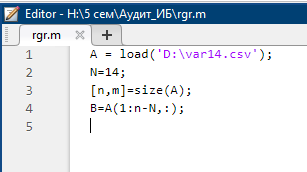 Editor - H:\5 сем\Аудит_ИБ\rgr.m
rgr.m × +
1 A = load('D:\var14.csv');
2 N=14;
3 [n,m]=size(A);
4 B=A(1:n-N,:);
5